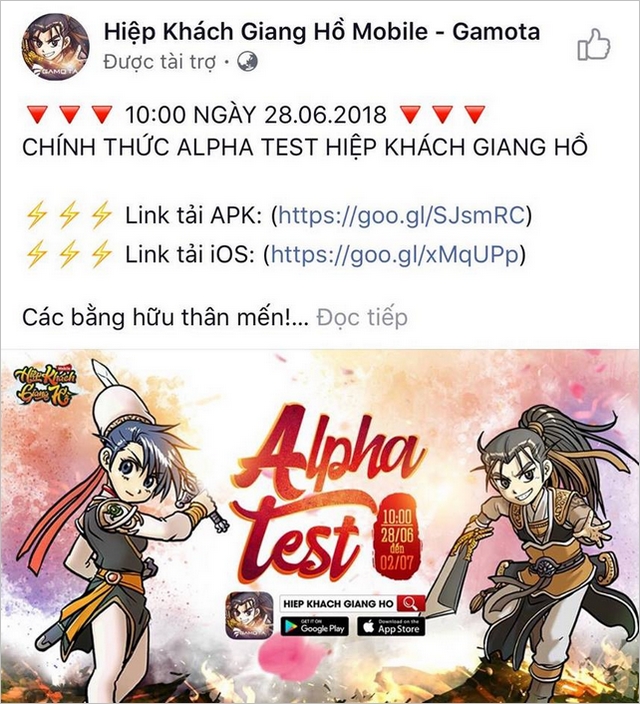 Hiệp Khách Giang Hồ Mobile - Gamota
Được tài trợ ·
10:00 NGÀY 28.06.2018
CHÍNH THỨC ALPHA TEST HIỆP KHÁCH GIANG HỒ
Link tải APK: (https://goo.gl/SJsmRC)
Link tải iOS: (https://goo.gl/xMqUPp)
Các bằng hữu thân mến!... Đọc tiếp
Hiệp Khách
Giang Hồ
Alpha
Test
10:00
28/06
đến
02/07
GAMOTA
HIEP KHACH GIANG HO
GET IT ON
Google Play
Download on the
App Store